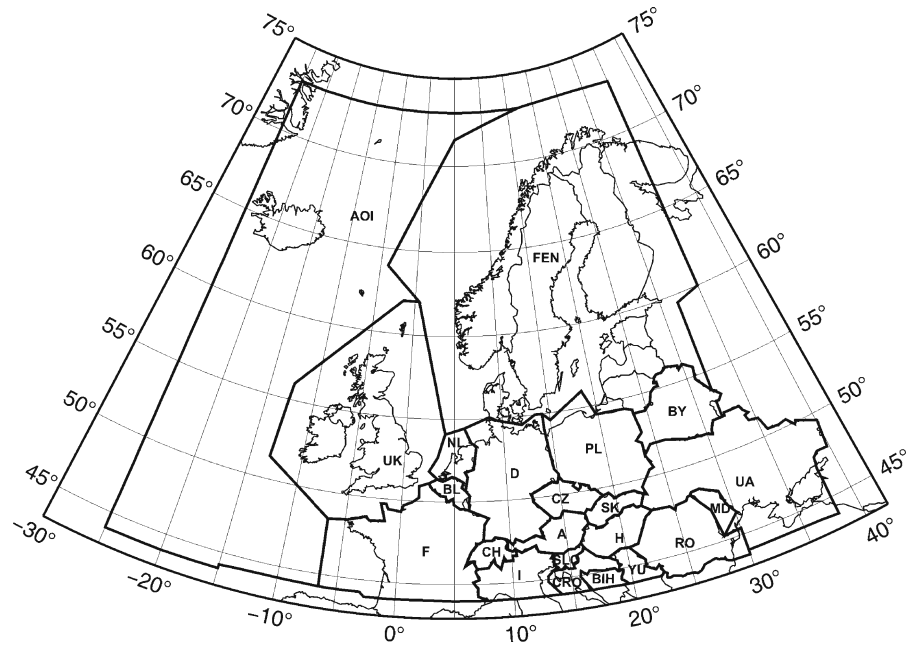 75°
75°
70°
70°
65°
65°
AOI
60°
FEN
60°
55°
55°
50°
BY
50°
NL
PL
UK
D
45°
BL
UA
45°
CZ
SK
MD
-30°
A
H
RO
40°
F
CH
SLO
I
CRO
BIH
YU
-20°
30°
-10°
20°
0°
10°